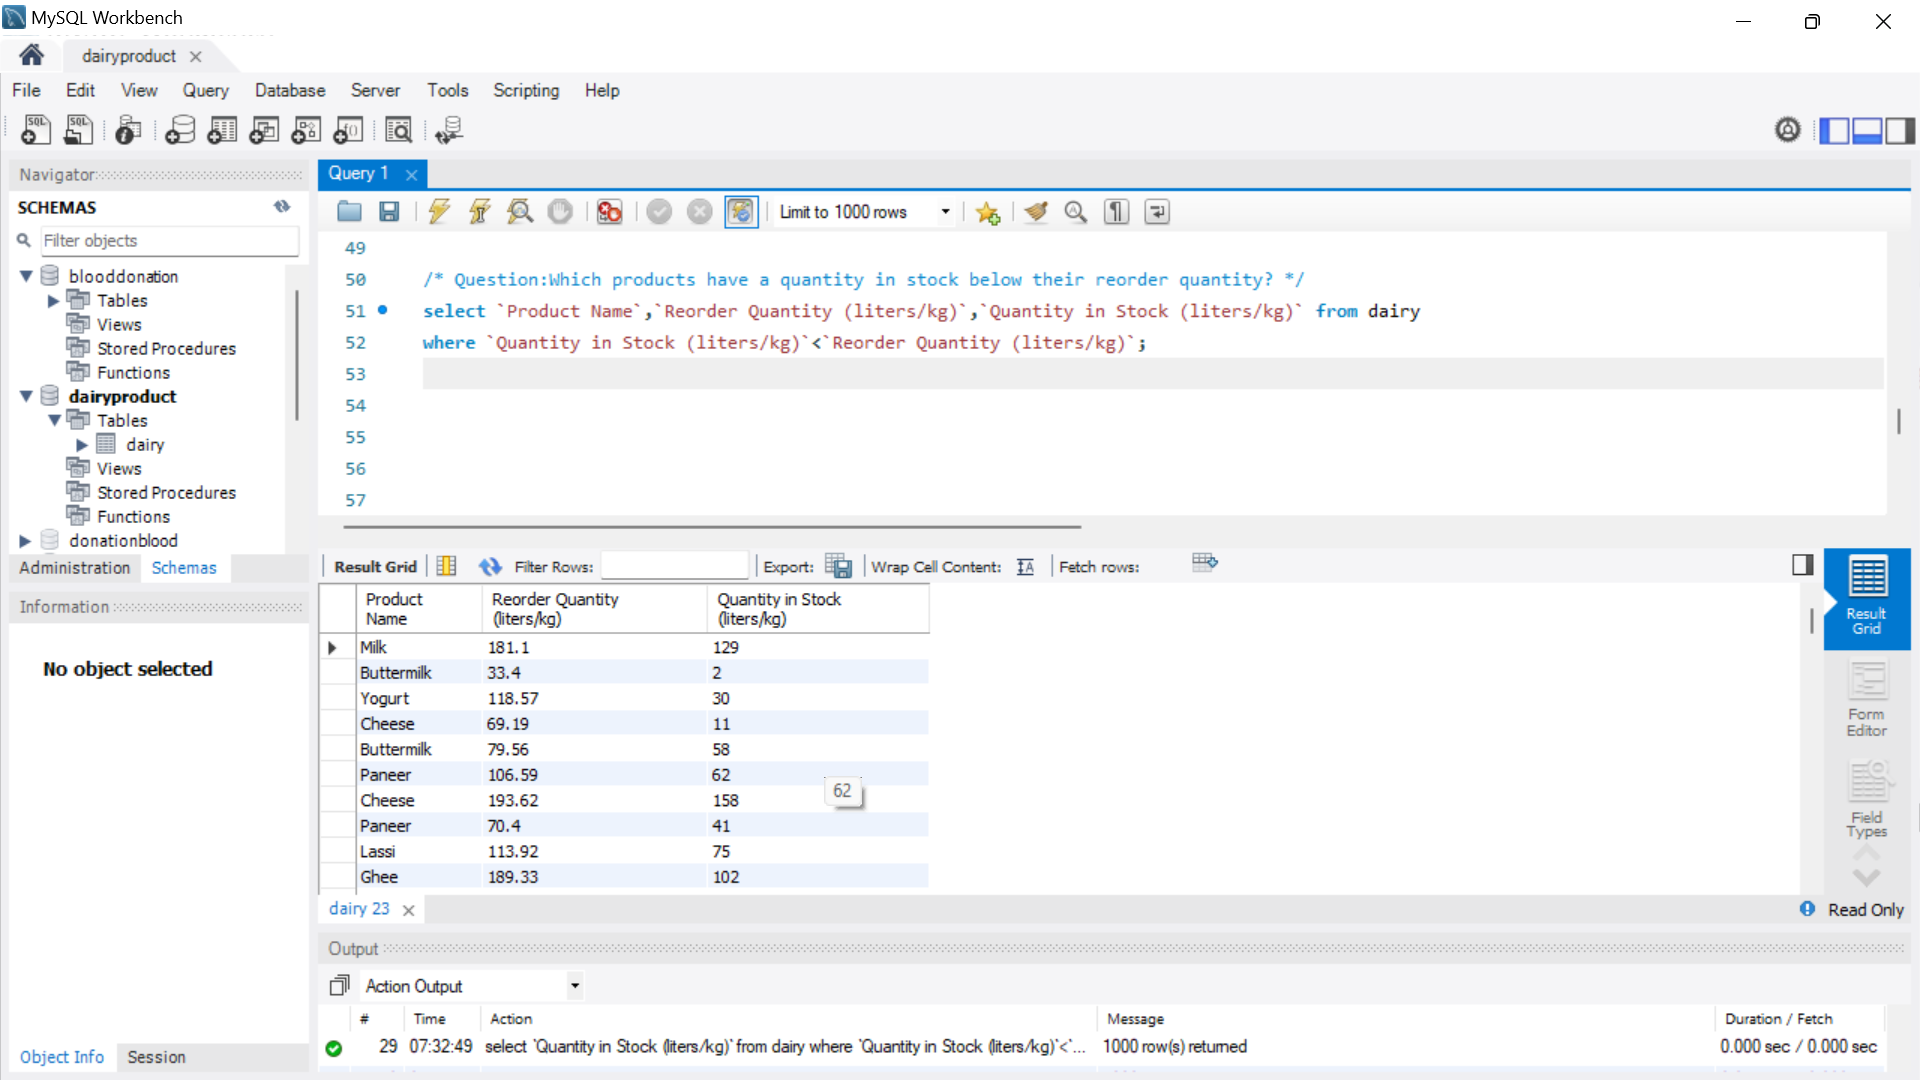 MySQL Workbench
dairyproduct
File Edit View Query Database Server Tools Scripting Help
Navigator
SCHEMAS
Filter objects
blooddonation
Tables
Views
Stored Procedures
Functions
dairyproduct
Tables
dairy
Views
Stored Procedures
Functions
donationblood
Administration Schemas
Information
No object selected
Object Info Session
Query 1
Limit to 1000 rows
49
50 /* Question:Which products have a quantity in stock below their reorder quantity? */
51 select `Product Name`,`Reorder Quantity (liters/kg)`,`Quantity in Stock (liters/kg)` from dairy
52 where `Quantity in Stock (liters/kg)`<`Reorder Quantity (liters/kg)`;
53
54
55
56
57
Result Grid Filter Rows: Export: Wrap Cell Content: Fetch rows:
Product Name Reorder Quantity (liters/kg) Quantity in Stock (liters/kg)
Milk 181.1 129
Buttermilk 33.4 2
Yogurt 118.57 30
Cheese 69.19 11
Buttermilk 79.56 58
Paneer 106.59 62
62
Cheese 193.62 158
Paneer 70.4 41
Lassi 113.92 75
Ghee 189.33 102
Result Grid
Form Editor
Field Types
dairy 23
Read Only
Output
Action Output
# Time Action Message Duration / Fetch
29 07:32:49 select `Quantity in Stock (liters/kg)` from dairy where `Quantity in Stock (liters/kg)`<`... 1000 row(s) returned 0.000 sec / 0.000 sec